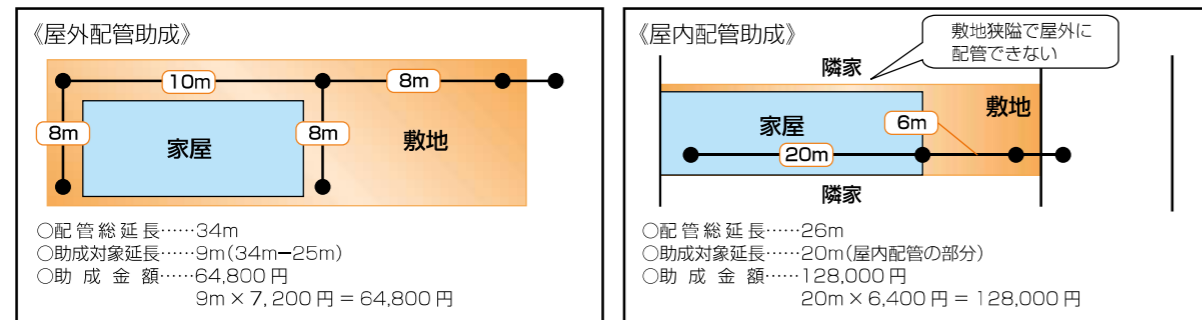 《屋外配管助成》
10m
8m
8m
8m
家屋
敷地
○配管総延長……34m
○助成対象延長……9m(34m−25m)
○助成金額……64,800円
9m×7,200円=64,800円
《屋内配管助成》
敷地狭隘で屋外に
配管できない
隣家
敷地
家屋
6m
20m
隣家
○配管総延長……26m
○助成対象延長……20m(屋内配管の部分)
○助成金額……128,000円
20m×6,400円=128,000円